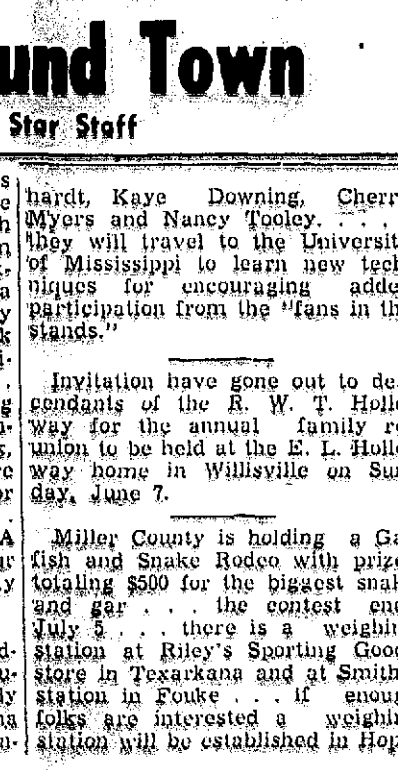 und Town
Star Staff
hardt, Kaye Downing, Cherr
Myers and Nancy Tooley. . . .
they will travel to the Universit
of Mississippi to learn new tech
niques for encouraging adde
participation from the "fans in th
stands."
Invitation have gone out to de
cendants of the R. W. T. Hollo
way for the annual family re
union to be held at the E. L. Hollo
way home in Willisville on Sun
day, June 7.
Miller County is holding a Ga
fish and Snake Rodeo with prize
totaling $500 for the biggest snak
and gar . . . the contest end
July 5 . . . there is a weighin
station at Riley's Sporting Good
store in Texarkana and at Smith
station in Fouke . . . if enoug
folks are interested a weighin
station will be established in Hop